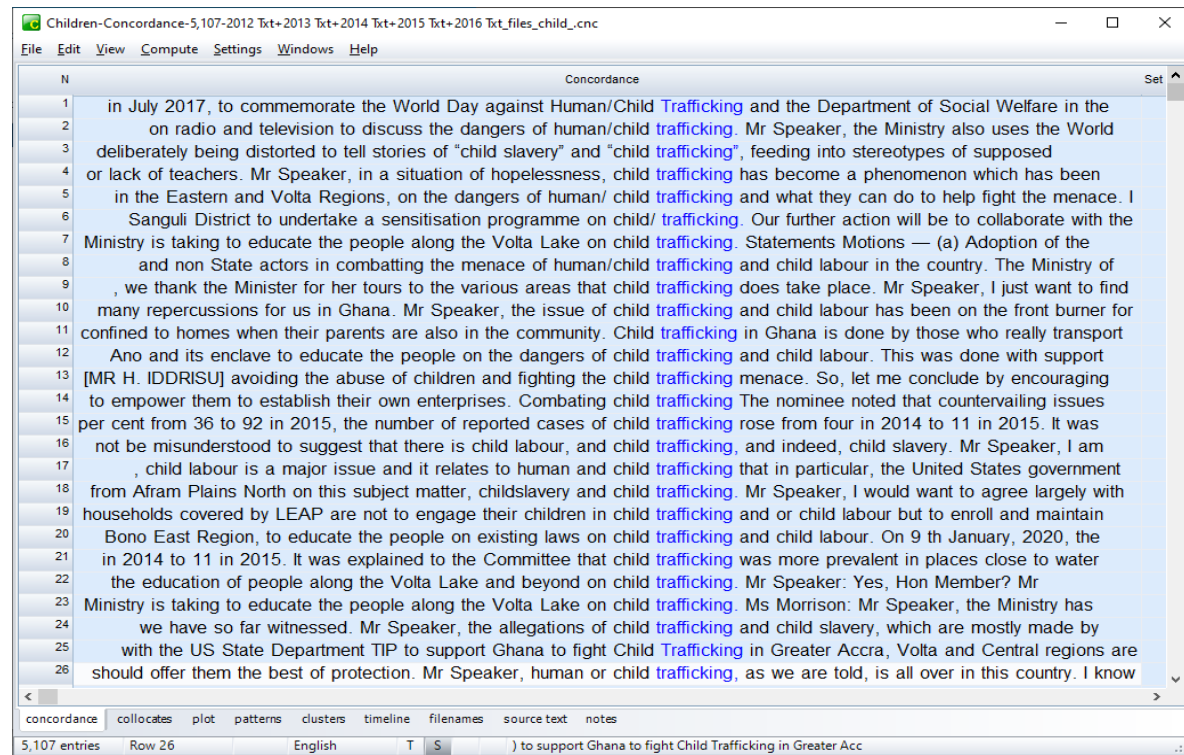 Children-Concordance-5,107-2012 Txt+2013 Txt+2014 Txt+2015 Txt+2016 Txt_files_child_.cnc
File Edit View Compute Settings Windows Help
N Concordance Set
1 in July 2017, to commemorate the World Day against Human/Child Trafficking and the Department of Social Welfare in the
2 on radio and television to discuss the dangers of human/child trafficking. Mr Speaker, the Ministry also uses the World
3 deliberately being distorted to tell stories of “child slavery” and “child trafficking”, feeding into stereotypes of supposed
4 or lack of teachers. Mr Speaker, in a situation of hopelessness, child trafficking has become a phenomenon which has been
5 in the Eastern and Volta Regions, on the dangers of human/ child trafficking and what they can do to help fight the menace. I
6 Sanguli District to undertake a sensitisation programme on child/ trafficking. Our further action will be to collaborate with the
7 Ministry is taking to educate the people along the Volta Lake on child trafficking. Statements Motions — (a) Adoption of the
8 and non State actors in combatting the menace of human/child trafficking and child labour in the country. The Ministry of
9 , we thank the Minister for her tours to the various areas that child trafficking does take place. Mr Speaker, I just want to find
10 many repercussions for us in Ghana. Mr Speaker, the issue of child trafficking and child labour has been on the front burner for
11 confined to homes when their parents are also in the community. Child trafficking in Ghana is done by those who really transport
12 Ano and its enclave to educate the people on the dangers of child trafficking and child labour. This was done with support
13 [MR H. IDDRISU] avoiding the abuse of children and fighting the child trafficking menace. So, let me conclude by encouraging
14 to empower them to establish their own enterprises. Combating child trafficking The nominee noted that countervailing issues
15 per cent from 36 to 92 in 2015, the number of reported cases of child trafficking rose from four in 2014 to 11 in 2015. It was
16 not be misunderstood to suggest that there is child labour, and child trafficking, and indeed, child slavery. Mr Speaker, I am
17 , child labour is a major issue and it relates to human and child trafficking that in particular, the United States government
18 from Afram Plains North on this subject matter, childslavery and child trafficking. Mr Speaker, I would want to agree largely with
19 households covered by LEAP are not to engage their children in child trafficking and or child labour but to enroll and maintain
20 Bono East Region, to educate the people on existing laws on child trafficking and child labour. On 9 th January, 2020, the
21 in 2014 to 11 in 2015. It was explained to the Committee that child trafficking was more prevalent in places close to water
22 the education of people along the Volta Lake and beyond on child trafficking. Mr Speaker: Yes, Hon Member? Mr
23 Ministry is taking to educate the people along the Volta Lake on child trafficking. Ms Morrison: Mr Speaker, the Ministry has
24 we have so far witnessed. Mr Speaker, the allegations of child trafficking and child slavery, which are mostly made by
25 with the US State Department TIP to support Ghana to fight Child Trafficking in Greater Accra, Volta and Central regions are
26 should offer them the best of protection. Mr Speaker, human or child trafficking, as we are told, is all over in this country. I know
concordance collocates plot patterns clusters timeline filenames source text notes
5,107 entries Row 26 English T S ) to support Ghana to fight Child Trafficking in Greater Acc